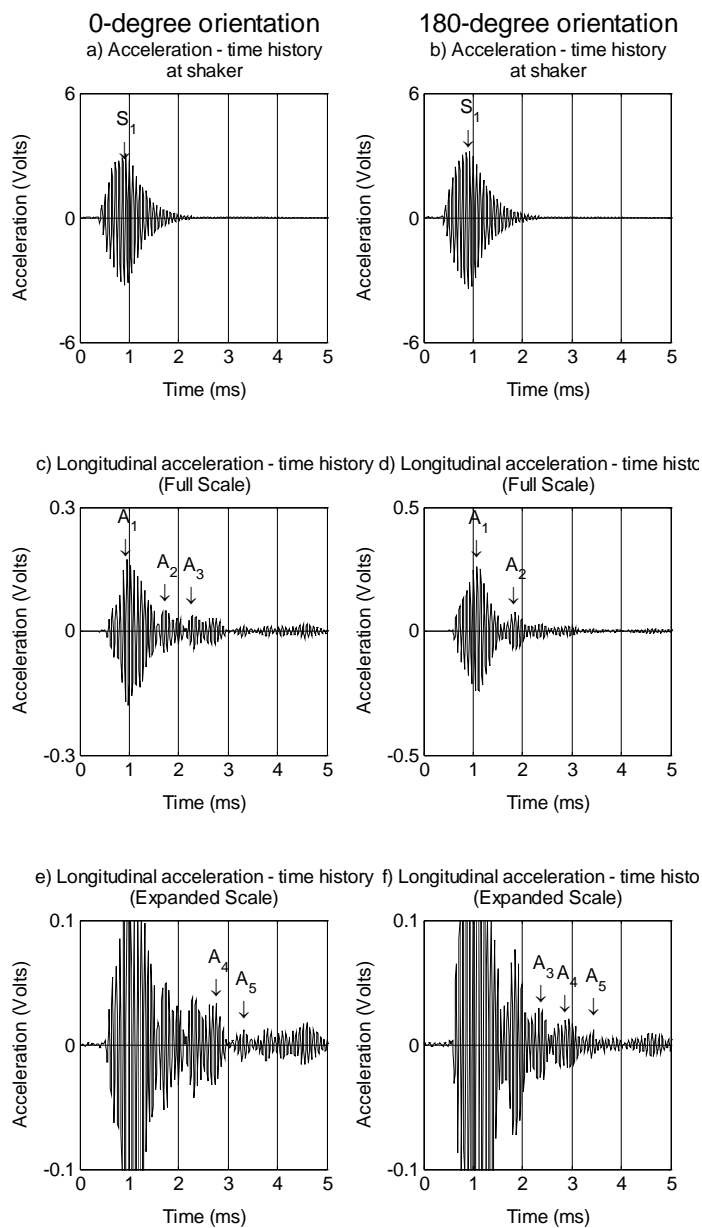 0-degree orientation
180-degree orientation
a) Acceleration - time history
at shaker
b) Acceleration - time history
at shaker
6
0
-6
Acceleration (Volts)
S1
0 1 2 3 4 5
Time (ms)
6
0
-6
Acceleration (Volts)
S1
0 1 2 3 4 5
Time (ms)
c) Longitudinal acceleration - time history
(Full Scale)
d) Longitudinal acceleration - time histo
(Full Scale)
0.3
0
-0.3
Acceleration (Volts)
A1
A2 A3
0 1 2 3 4 5
Time (ms)
0.5
0
-0.5
Acceleration (Volts)
A1
A2
0 1 2 3 4 5
Time (ms)
e) Longitudinal acceleration - time history
(Expanded Scale)
f) Longitudinal acceleration - time histo
(Expanded Scale)
0.1
0
-0.1
Acceleration (Volts)
A4
A5
0 1 2 3 4 5
Time (ms)
0.1
0
-0.1
Acceleration (Volts)
A3 A4 A5
0 1 2 3 4 5
Time (ms)